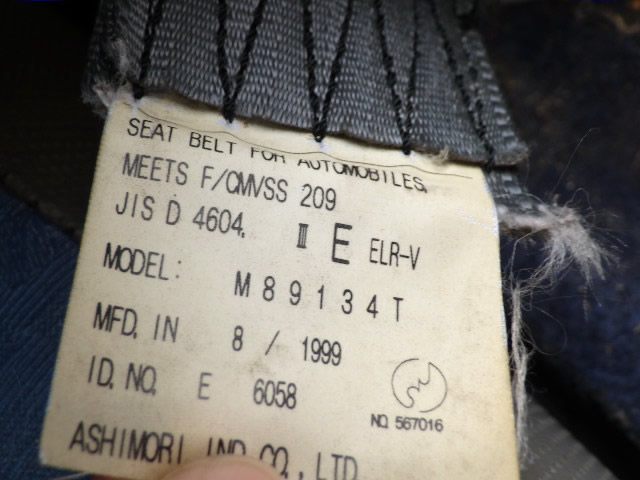 SEAT BELT FOR AUTOMOBILES.
MEETS F/CMVSS 209
JIS D 4604. Ⅲ E ELR-V
MODEL: M89134T
MFD. IN 8 / 1999
ID. NO. E 6058
NO. 567016
ASHIMORI IND. CO., LTD.